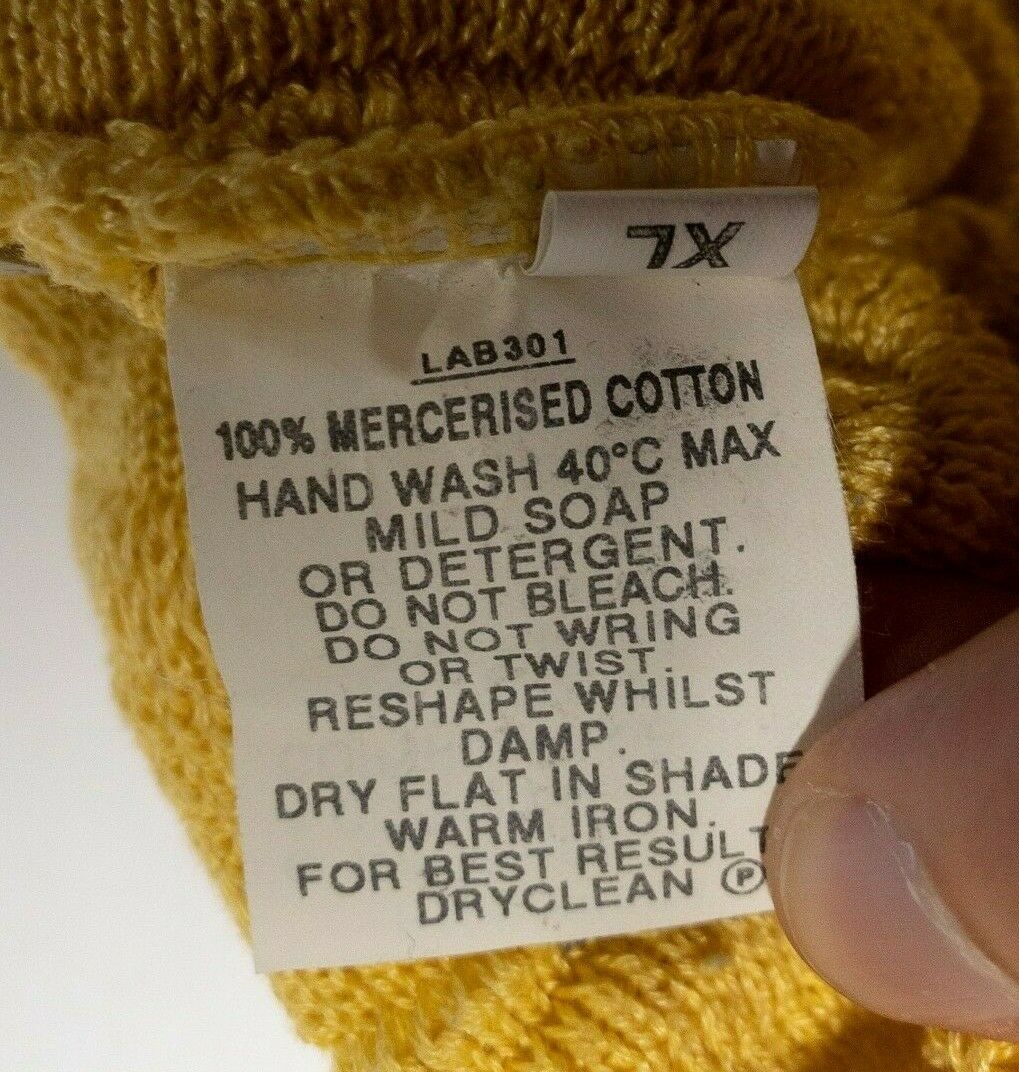 XL
LAB301
100% MERCERISED COTTON
HAND WASH 40°C MAX
MILD SOAP
OR DETERGENT.
DO NOT BLEACH.
DO NOT WRING
OR TWIST.
RESHAPE WHILST
DAMP.
DRY FLAT IN SHADE
WARM IRON.
FOR BEST RESULT
DRYCLEAN Ⓟ